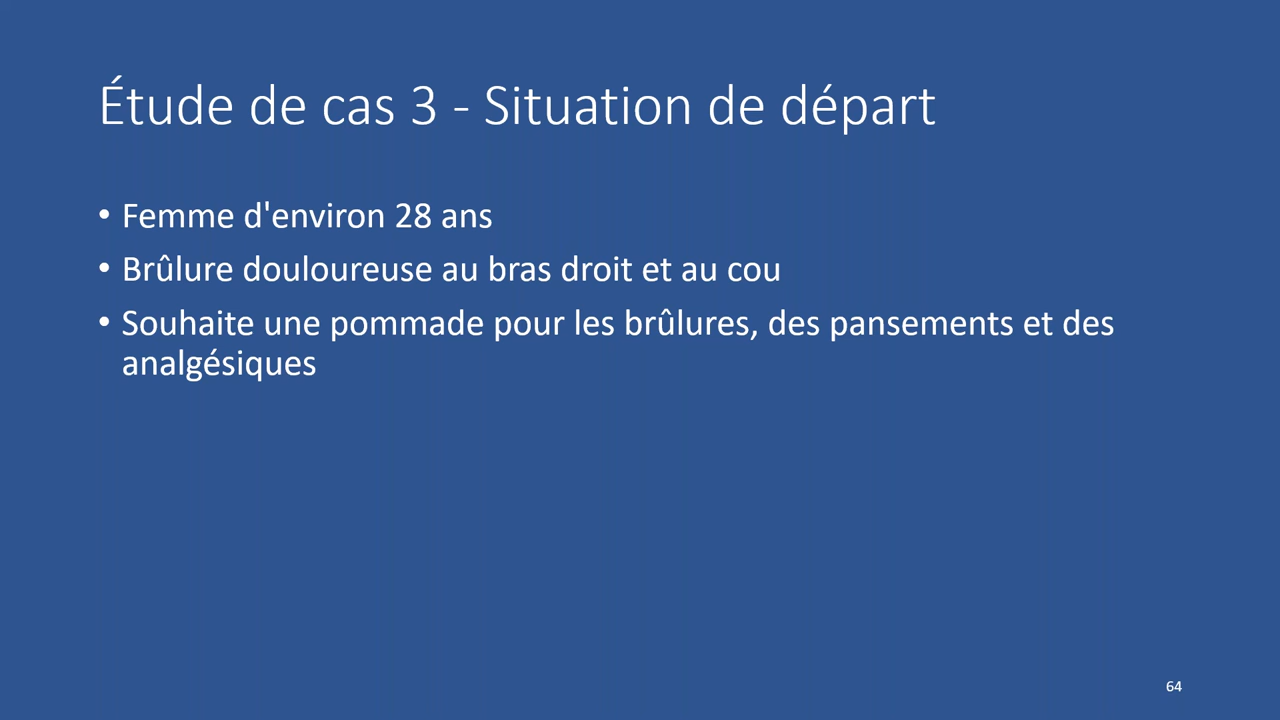 Étude de cas 3 - Situation de départ
• Femme d'environ 28 ans
• Brûlure douloureuse au bras droit et au cou
• Souhaite une pommade pour les brûlures, des pansements et des
analgésiques
64